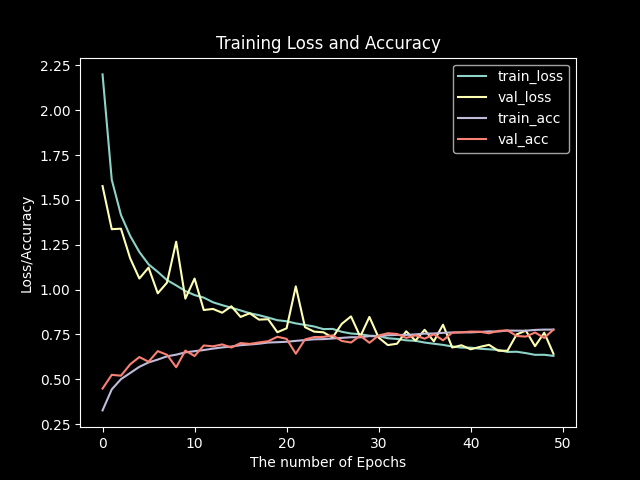 Training Loss and Accuracy
train_loss
val_loss
train_acc
val_acc
Loss/Accuracy
2.25
2.00
1.75
1.50
1.25
1.00
0.75
0.50
0.25
0 10 20 30 40 50
The number of Epochs